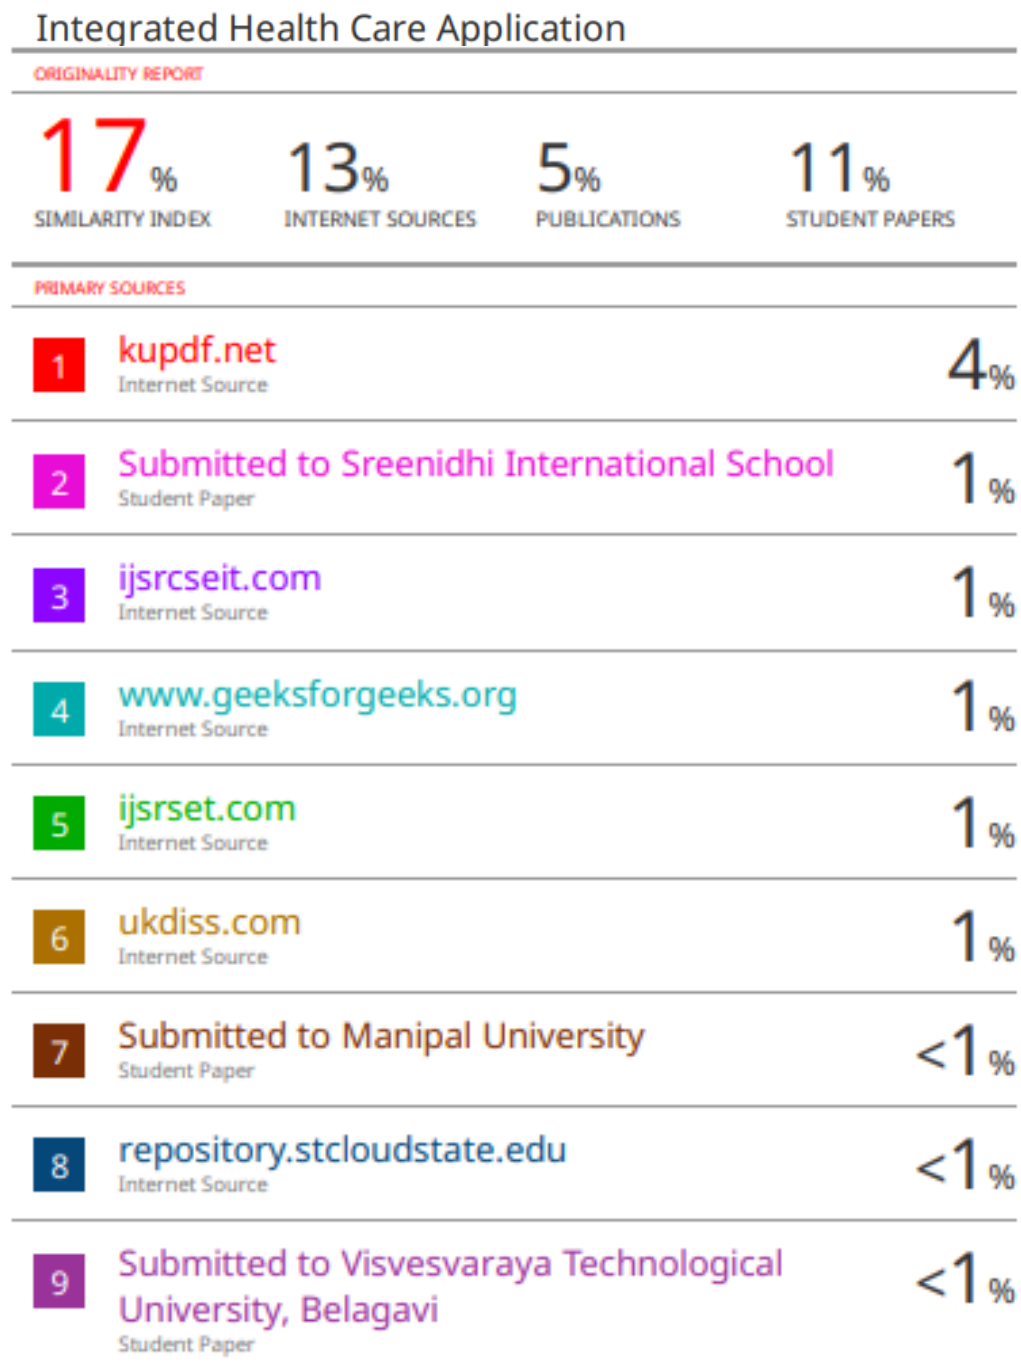 Integrated Health Care Application
ORIGINALITY REPORT
17% 13% 5% 11%
SIMILARITY INDEX INTERNET SOURCES PUBLICATIONS STUDENT PAPERS
PRIMARY SOURCES
1 kupdf.net 4%
Internet Source
2 Submitted to Sreenidhi International School 1%
Student Paper
3 ijsrcseit.com 1%
Internet Source
4 www.geeksforgeeks.org 1%
Internet Source
5 ijsrset.com 1%
Internet Source
6 ukdiss.com 1%
Internet Source
7 Submitted to Manipal University <1%
Student Paper
8 repository.stcloudstate.edu <1%
Internet Source
9 Submitted to Visvesvaraya Technological <1%
University, Belagavi
Student Paper